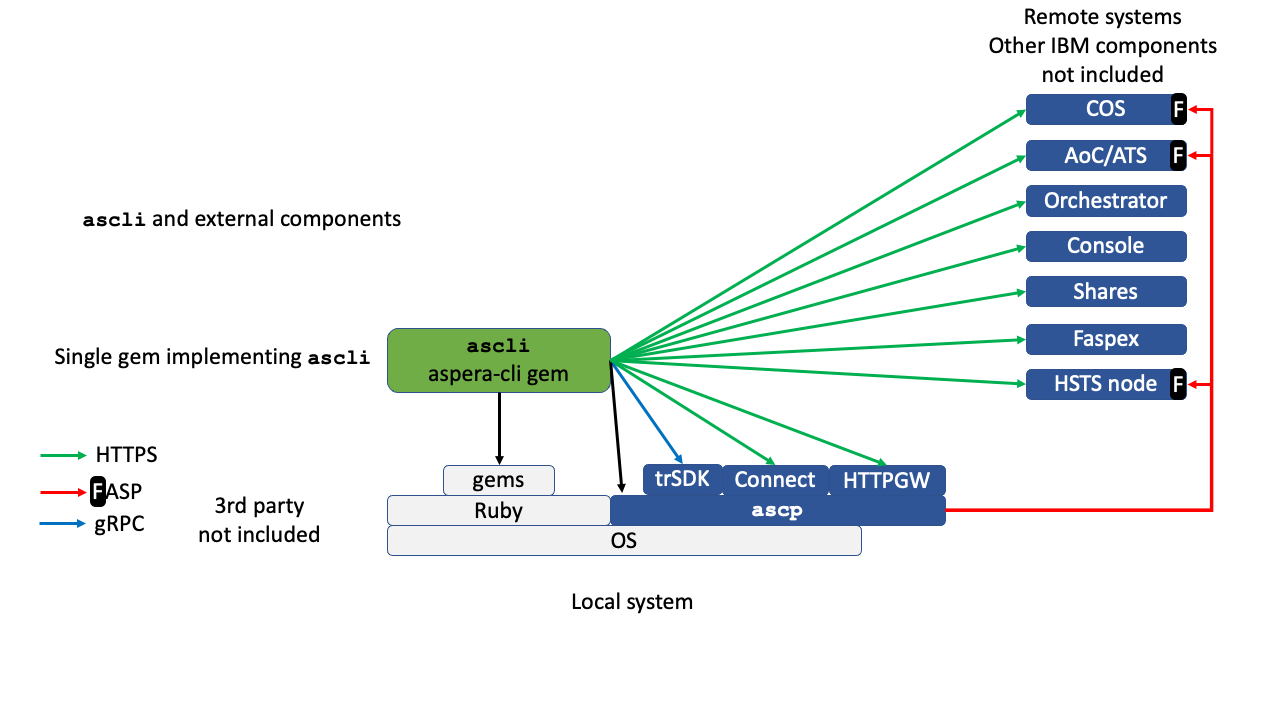 Remote systems
Other IBM components
not included
COS F
AoC/ATS F
Orchestrator
ascli and external components
Console
Shares
Faspex
ascli
Single gem implementing ascli
aspera-cli gem
HSTS node F
HTTPS
gems
trSDK
Connect
HTTPGW
FASP
3rd party
not included
Ruby
ascp
gRPC
OS
Local system